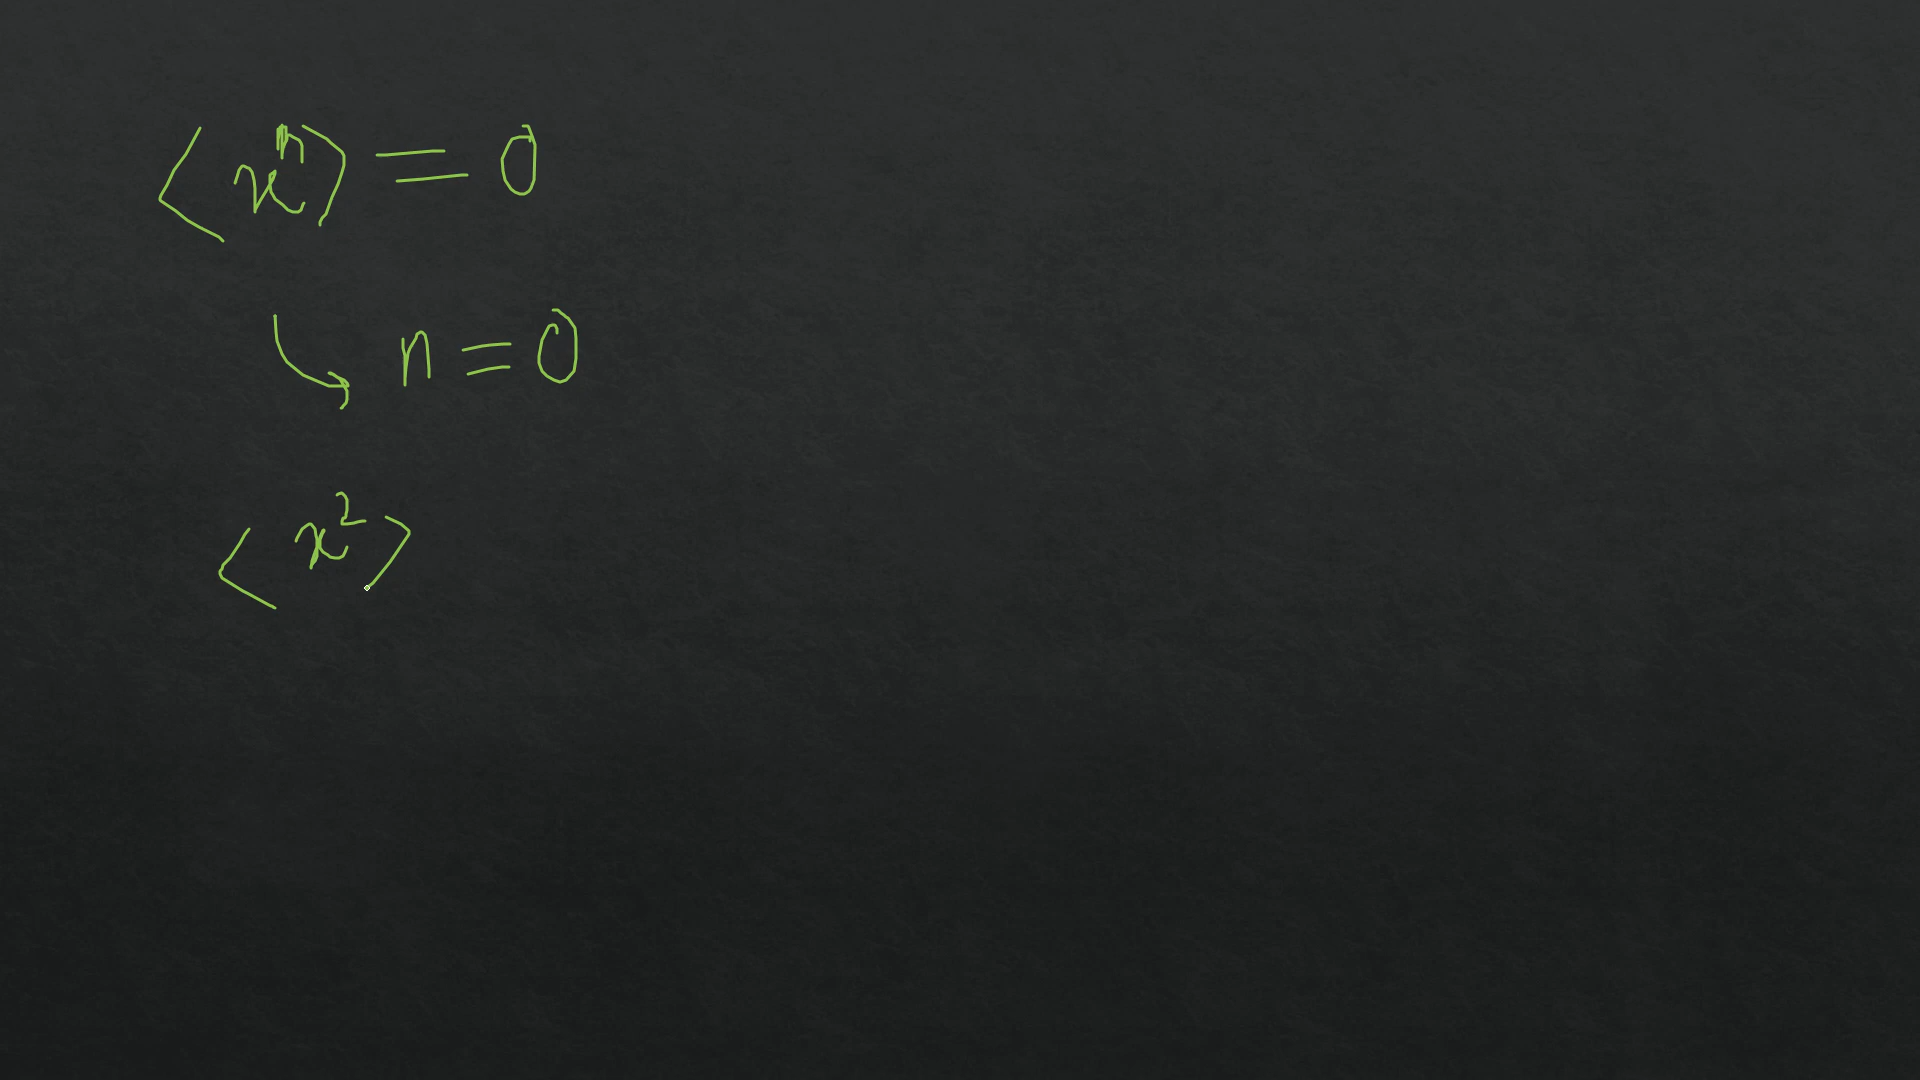 ⟨xⁿ⟩ = 0
↳ n = 0
⟨x²⟩